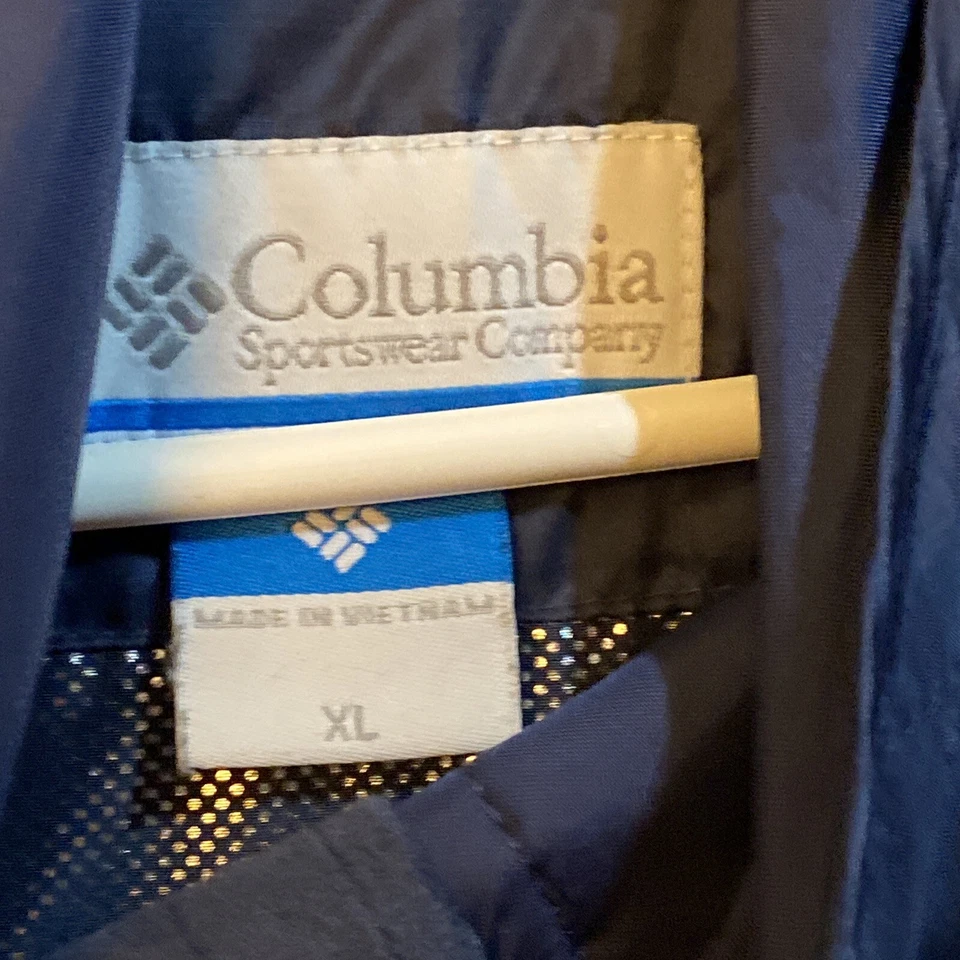 Columbia
Sportswear Company
MADE IN VIETNAM
XL